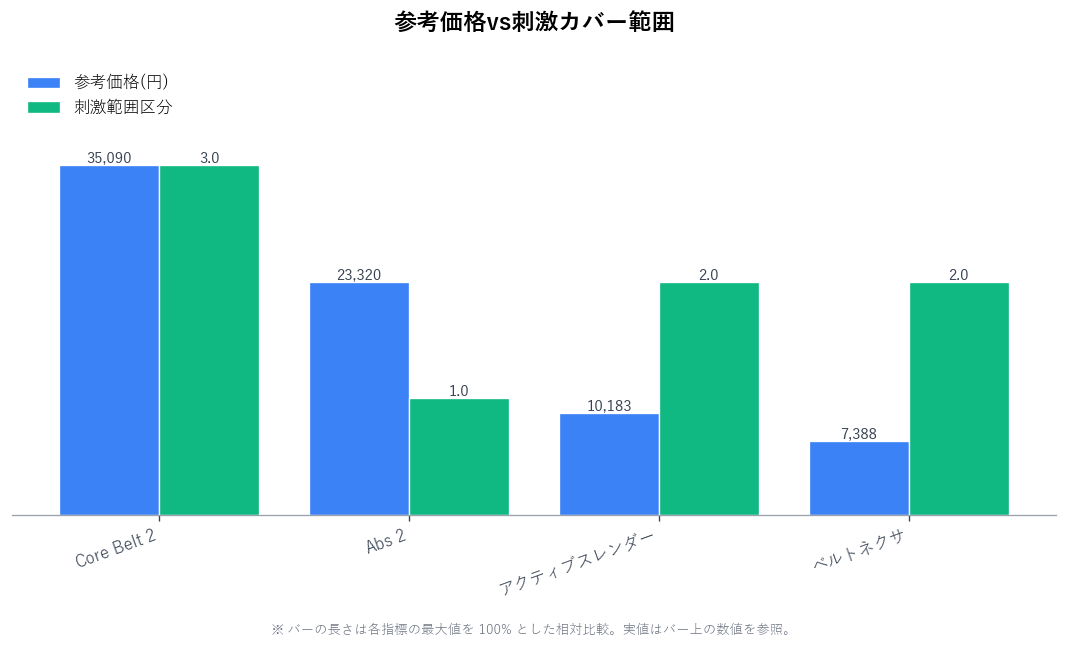 参考価格vs刺激カバー範囲
参考価格(円)
刺激範囲区分
35,090
3.0
23,320
1.0
10,183
2.0
7,388
2.0
Core Belt 2
Abs 2
アクティブスレンダー
ベルトネクサ
※ バーの長さは各指標の最大値を 100% とした相対比較。実値はバー上の数値を参照。